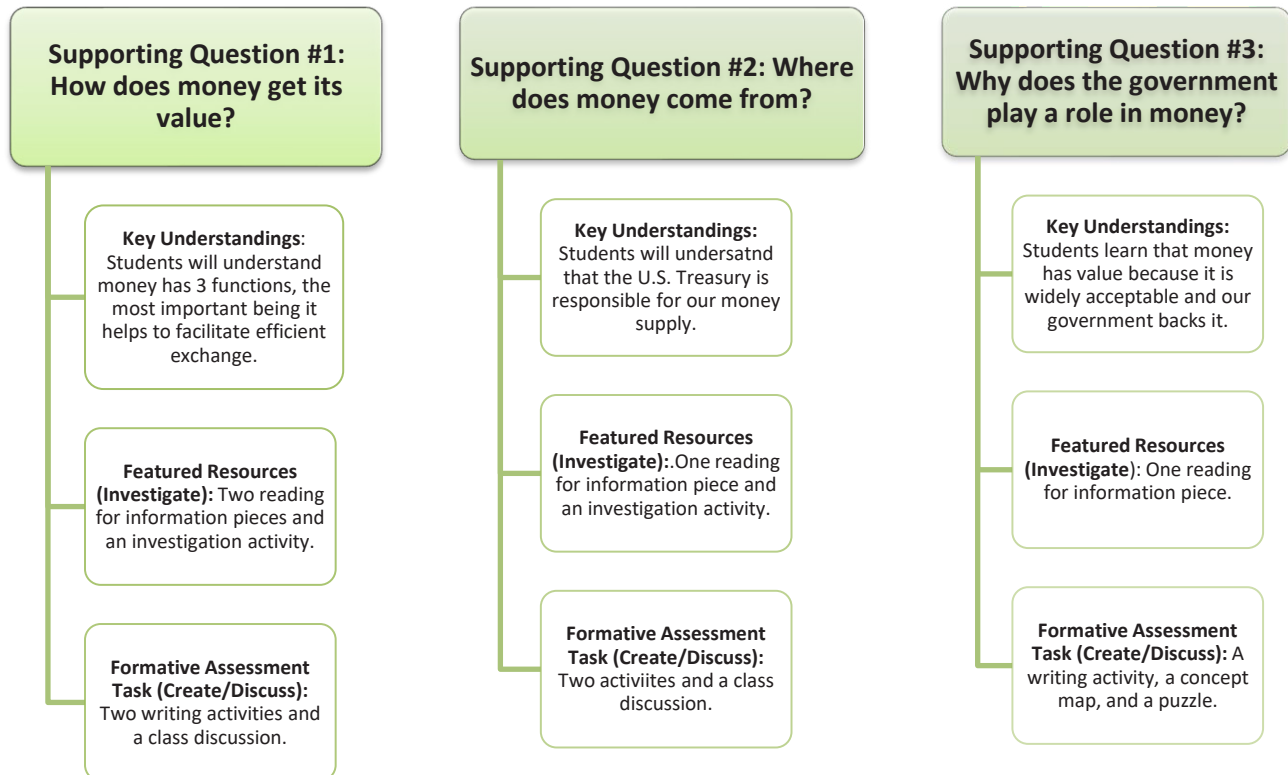 Supporting Question #1:
How does money get its
value?
Key Understandings:
Students will understand
money has 3 functions, the
most important being it
helps to facilitate efficient
exchange.
Featured Resources
(Investigate): Two reading
for information pieces and
an investigation activity.
Formative Assessment
Task (Create/Discuss):
Two writing activities and
a class discussion.
Supporting Question #2: Where
does money come from?
Key Understandings:
Students will undersatnd
that the U.S. Treasury is
responsible for our money
supply.
Featured Resources
(Investigate):.One reading
for information piece and
an investigation activity.
Formative Assessment
Task (Create/Discuss):
Two activiites and a class
discussion.
Supporting Question #3:
Why does the government
play a role in money?
Key Understandings:
Students learn that money
has value because it is
widely acceptable and our
government backs it.
Featured Resources
(Investigate): One reading
for information piece.
Formative Assessment
Task (Create/Discuss): A
writing activity, a concept
map, and a puzzle.